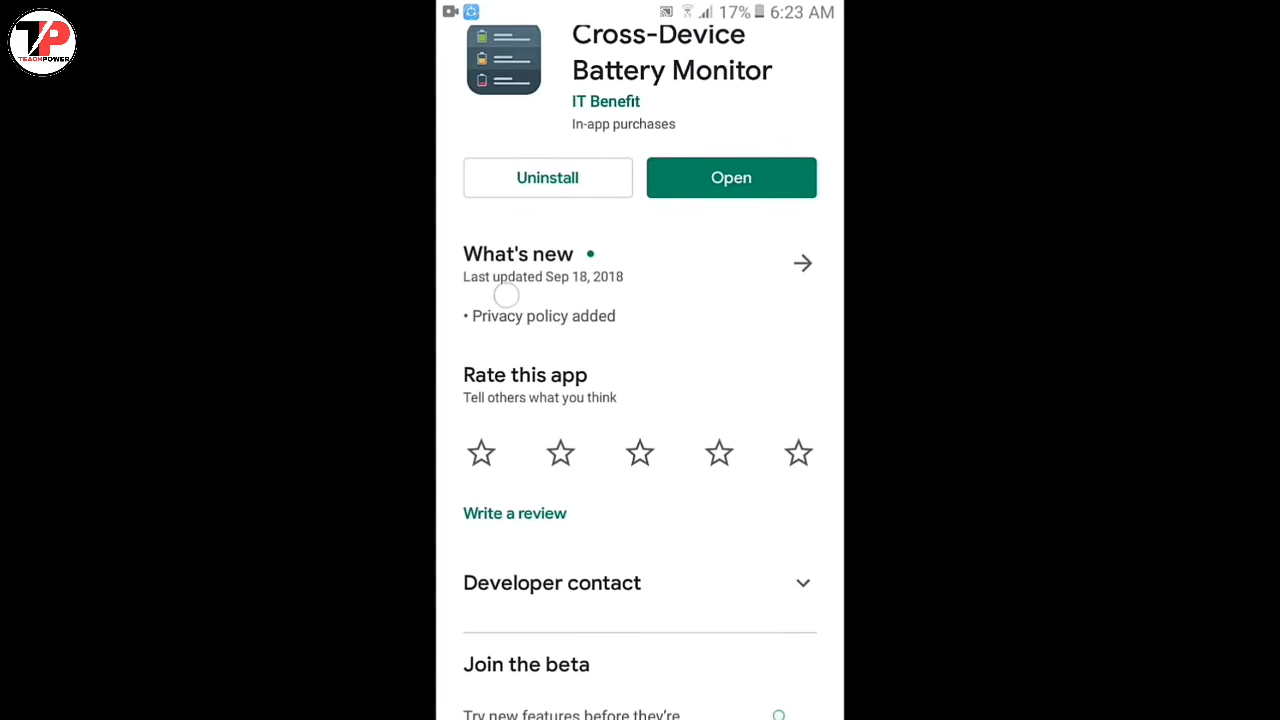 TP
TEACHPOWER
17% 6:23 AM
Cross-Device
Battery Monitor
IT Benefit
In-app purchases
Uninstall
Open
What's new
Last updated Sep 18, 2018
• Privacy policy added
Rate this app
Tell others what you think
Write a review
Developer contact
Join the beta
Try new features before they're